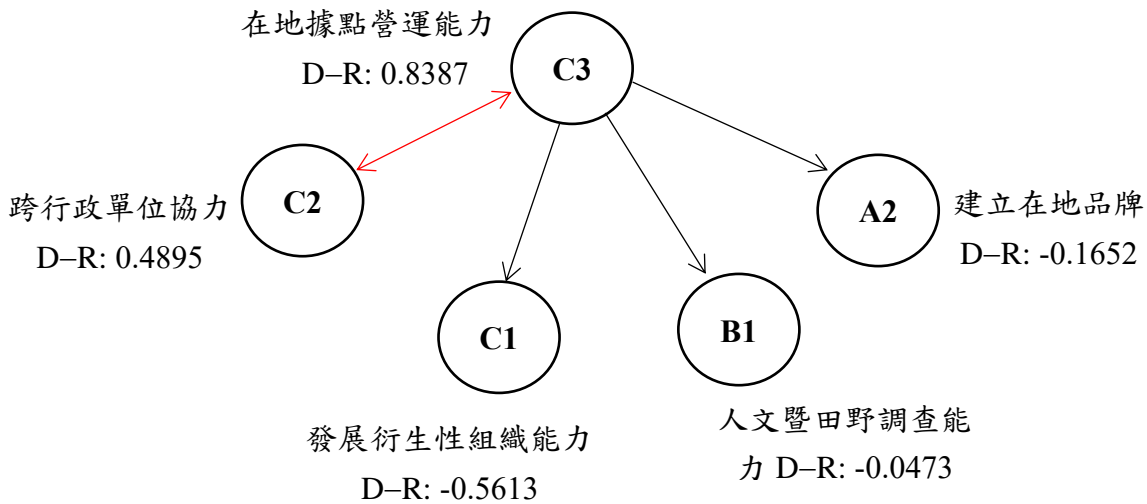 在地據點營運能力
D–R: 0.8387
C3
C2
跨行政單位協力
D–R: 0.4895
A2
建立在地品牌
D–R: -0.1652
C1
發展衍生性組織能力
D–R: -0.5613
B1
人文暨田野調查能
力 D–R: -0.0473